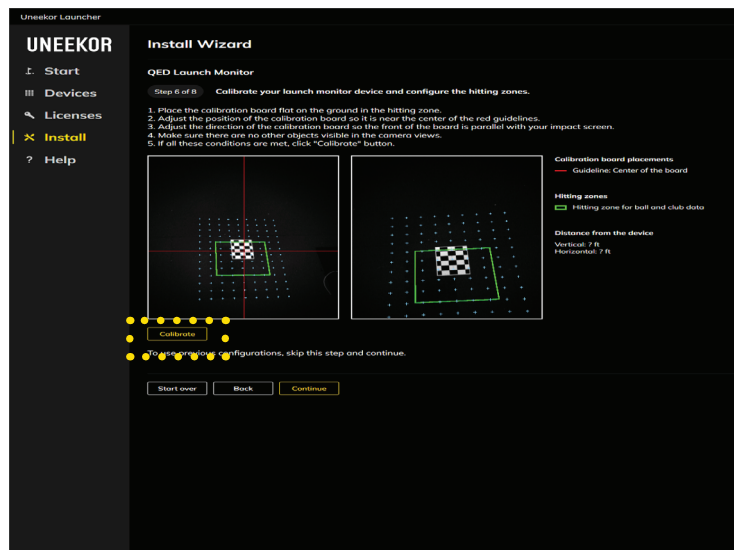 Uneekor Launcher
UNEEKOR
Start
Devices
Licenses
Install
? Help
Install Wizard
QED Launch Monitor
Step 6 of 8 Calibrate your launch monitor device and configure the hitting zones.
1. Place the calibration board flat on the ground in the hitting zone.
2. Adjust the position of the calibration board so it is near the center of the red guidelines.
3. Adjust the direction of the calibration board so the front of the board is parallel with your impact screen.
4. Make sure there are no other objects visible in the camera views.
5. If all these conditions are met, click "Calibrate" button.
Calibration board placements
Guideline: Center of the board
Hitting zones
Hitting zone for ball and club data
Distance from the device
Vertical: ? ft
Horizontal: ? ft
Calibrate
To use previous configurations, skip this step and continue.
Start over Back Continue